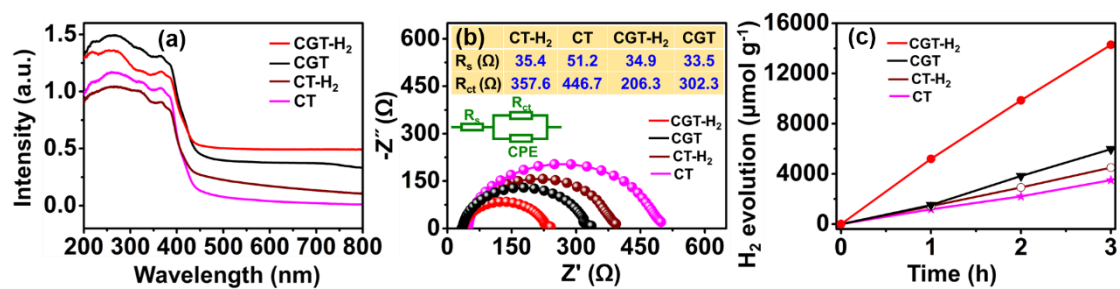 (a)
Intensity (a.u.)
1.5
1.0
0.5
0.0
CGT-H₂
CGT
CT-H₂
CT
200 300 400 500 600 700 800
Wavelength (nm)
(b)
-Z″ (Ω)
600
450
300
150
0
CT-H₂ CT CGT-H₂ CGT
Rₛ (Ω) 35.4 51.2 34.9 33.5
R_ct (Ω) 357.6 446.7 206.3 302.3
Rₛ
R_ct
CPE
CGT-H₂
CGT
CT-H₂
CT
0 150 300 450 600
Z' (Ω)
(c)
H₂ evolution (μmol g⁻¹)
16000
12000
8000
4000
0
CGT-H₂
CGT
CT-H₂
CT
0 1 2 3
Time (h)